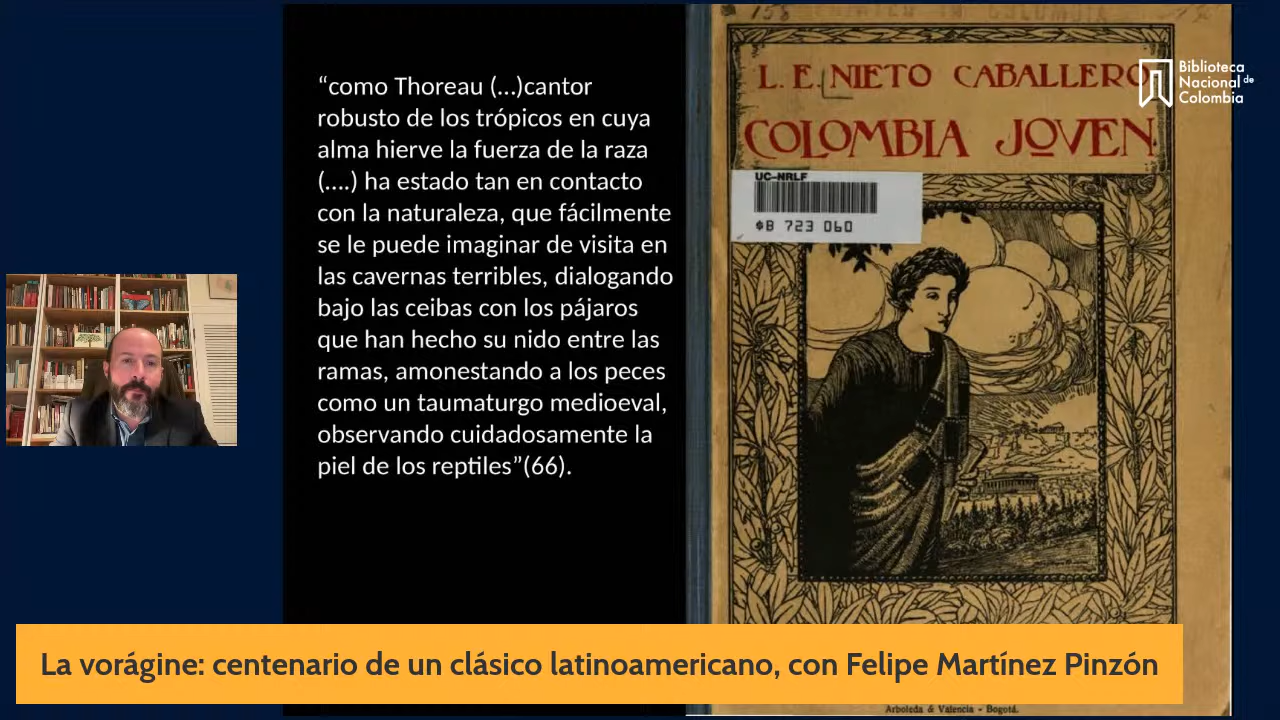 “como Thoreau (...)cantor
robusto de los trópicos en cuya
alma hierve la fuerza de la raza
(....) ha estado tan en contacto
con la naturaleza, que fácilmente
se le puede imaginar de visita en
las cavernas terribles, dialogando
bajo las ceibas con los pájaros
que han hecho su nido entre las
ramas, amonestando a los peces
como un taumaturgo medioeval,
observando cuidadosamente la
piel de los reptiles”(66).
L. E. NIETO CABALLERO
COLOMBIA JOVEN
UC-NRLF
$B 723 060
Arboleda & Valencia - Bogotá.
Biblioteca
Nacional de
Colombia
La vorágine: centenario de un clásico latinoamericano, con Felipe Martínez Pinzón